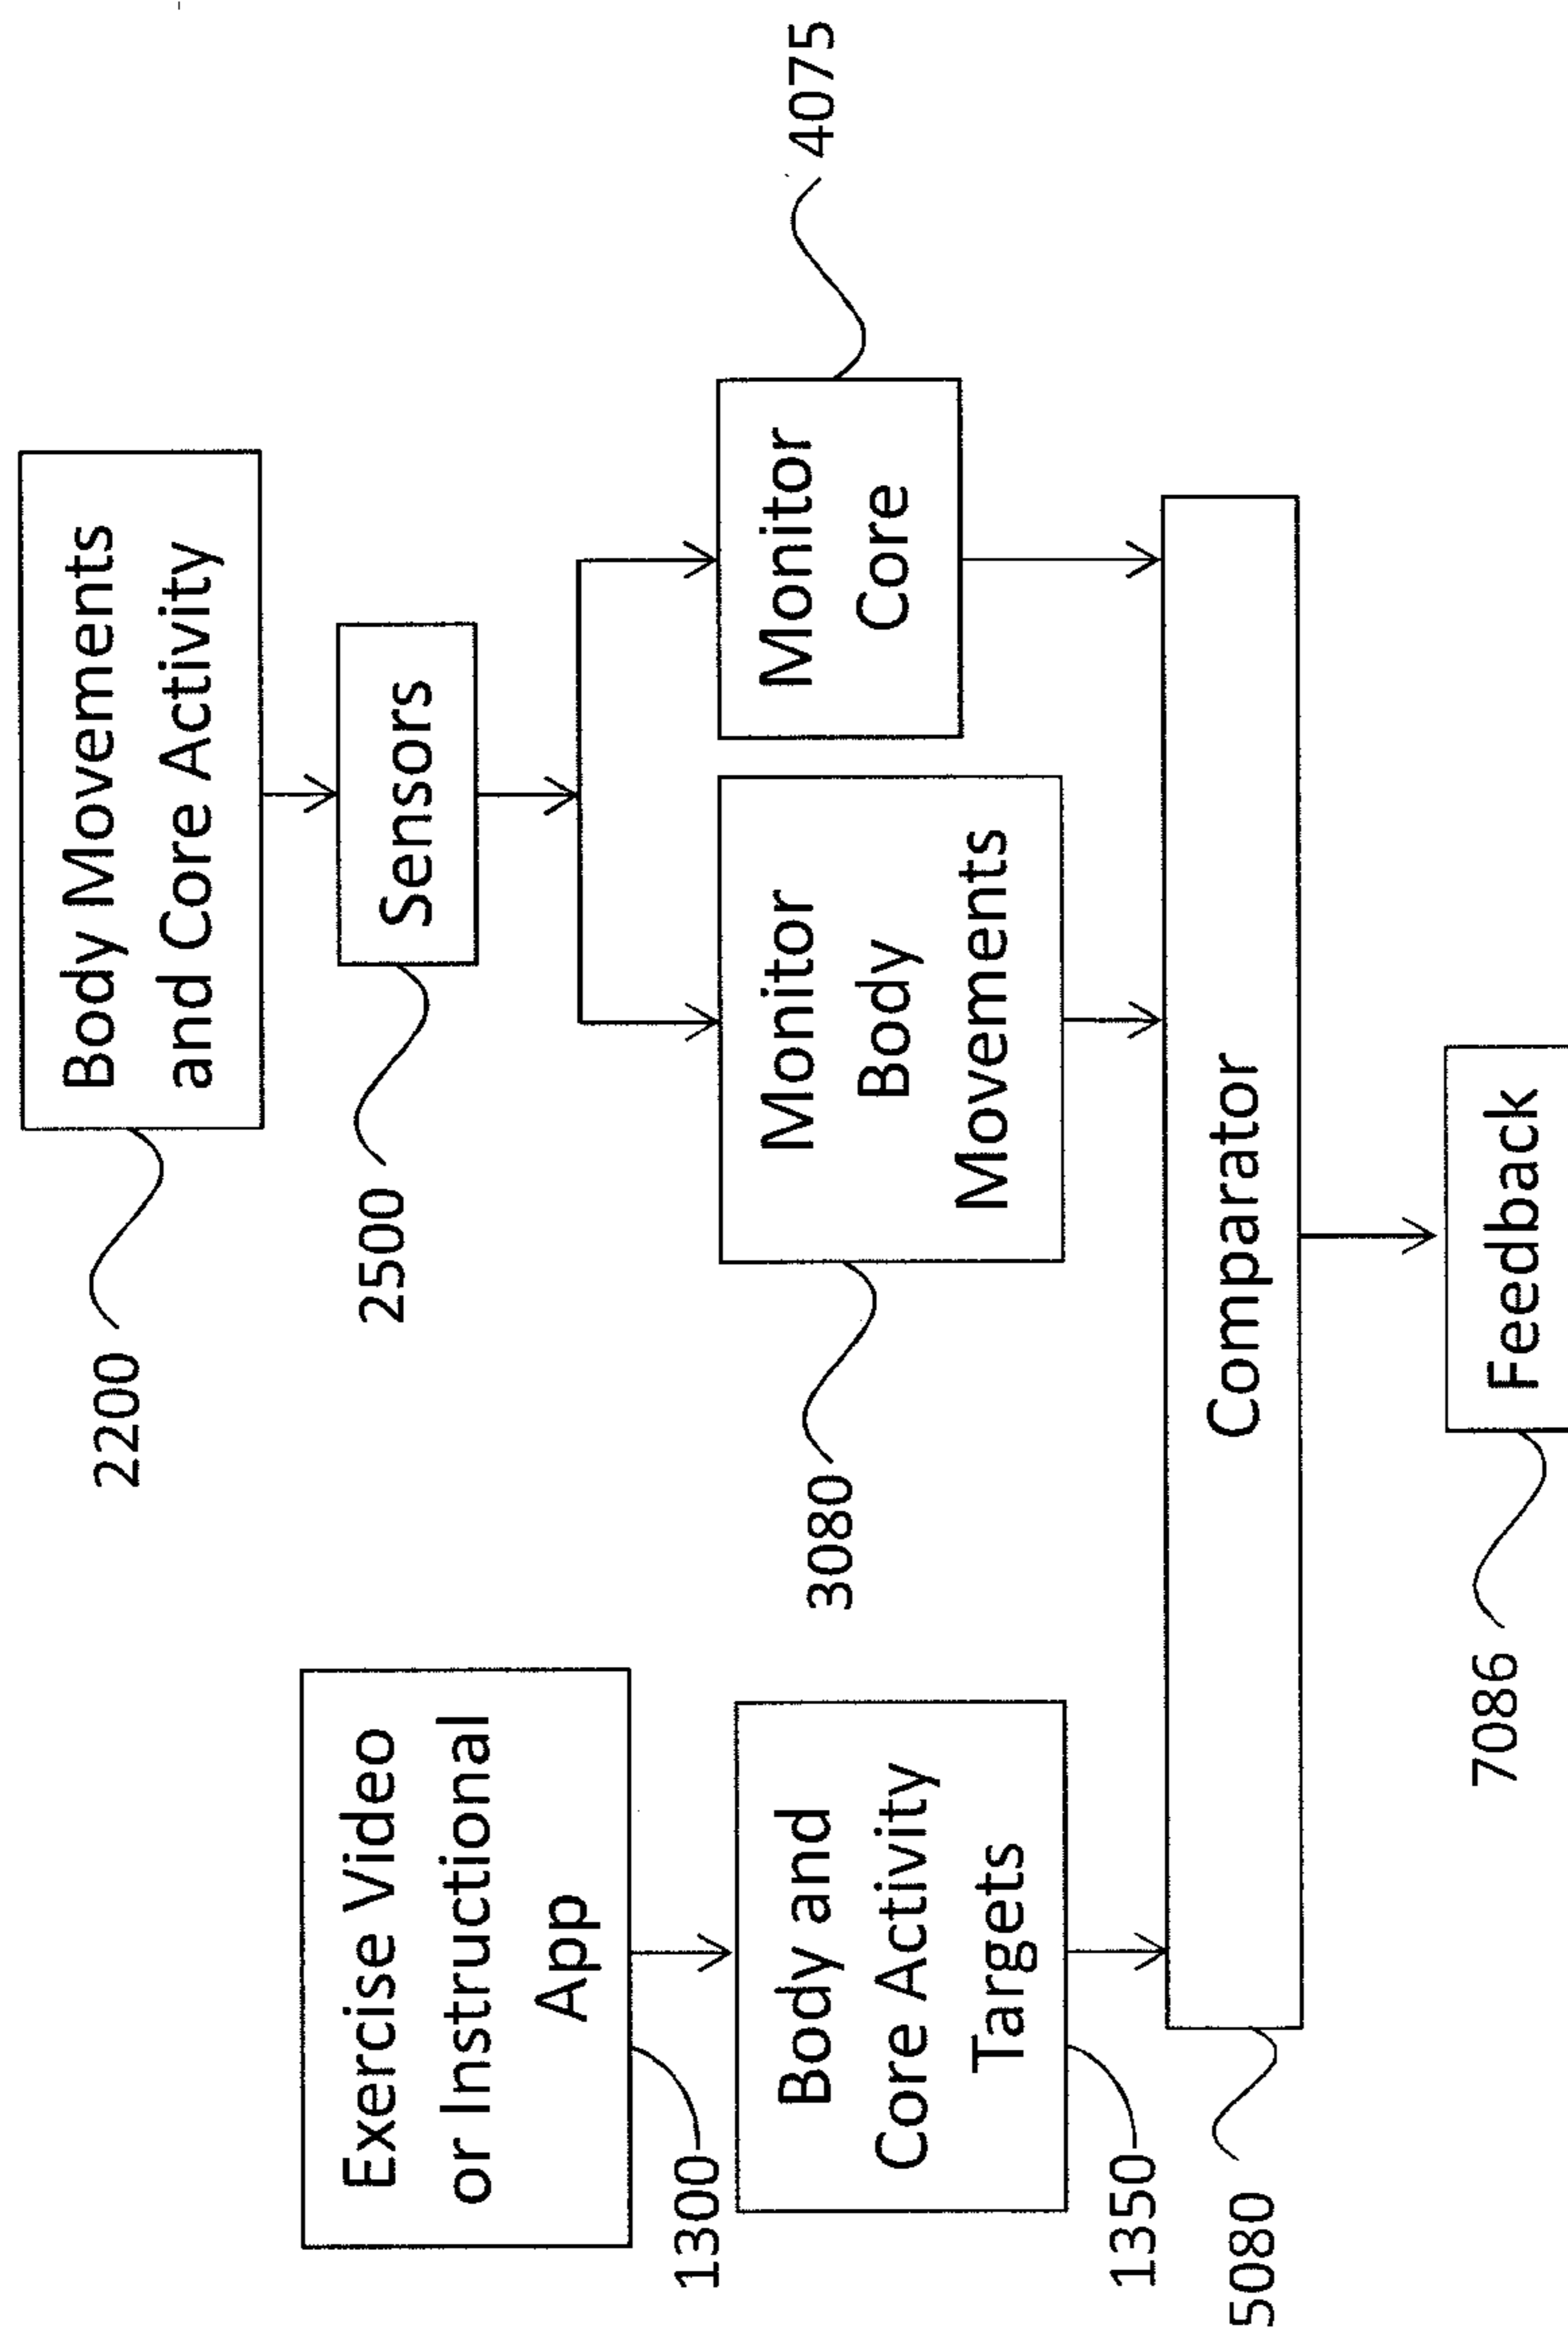 Body Movements
and Core Activity
2200
Sensors
2500
Exercise Video
or Instructional
App
1300
Monitor
Body
Movements
3080
Monitor
Core
4075
Body and
Core Activity
Targets
1350
Comparator
5080
Feedback
7086